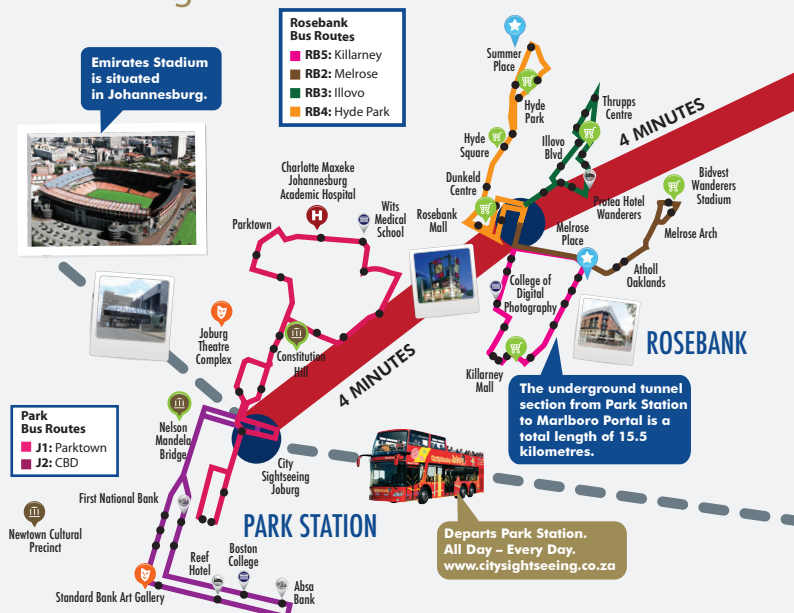 Rosebank
Bus Routes
RB5: Killarney
RB2: Melrose
RB3: Illovo
RB4: Hyde Park
Emirates Stadium
is situated
in Johannesburg.
Summer
Place
Hyde
Park
Thrupps
Centre
4 MINUTES
Hyde
Square
Illovo
Blvd
Dunkeld
Centre
Protea Hotel
Wanderers
Bidvest
Wanderers
Stadium
Rosebank
Mall
Melrose
Place
Melrose Arch
Atholl
Oaklands
College of
Digital
Photography
Killarney
Mall
ROSEBANK
The underground tunnel
section from Park Station
to Marlboro Portal is a
total length of 15.5
kilometres.
Charlotte Maxeke
Johannesburg
Academic Hospital
H
Wits
Medical
School
Parktown
Joburg
Theatre
Complex
Constitution
Hill
4 MINUTES
Park
Bus Routes
J1: Parktown
J2: CBD
Nelson
Mandela
Bridge
City
Sightseeing
Joburg
First National Bank
Newtown Cultural
Precinct
PARK STATION
Departs Park Station.
All Day – Every Day.
www.citysightseeing.co.za
Reef
Hotel
Boston
College
Absa
Bank
Standard Bank Art Gallery